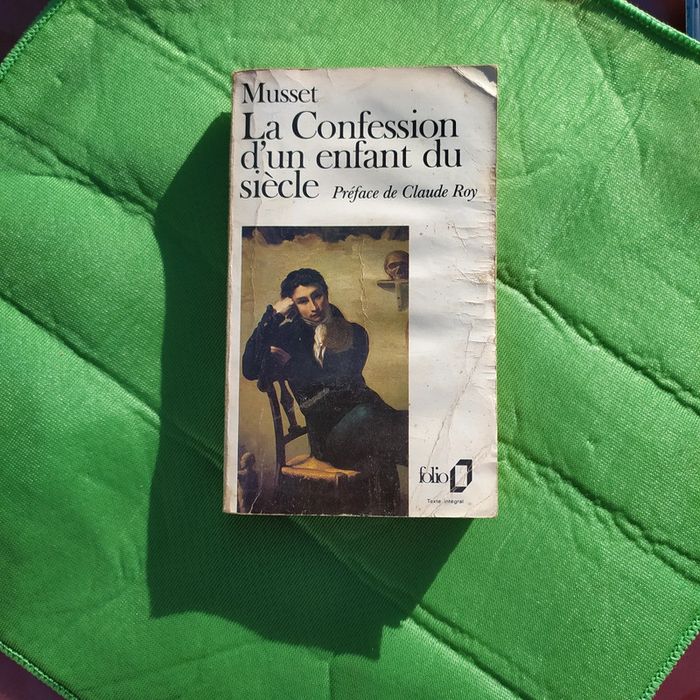 Musset
La Confession
d'un enfant du
siècle Préface de Claude Roy
folio
Texte intégral